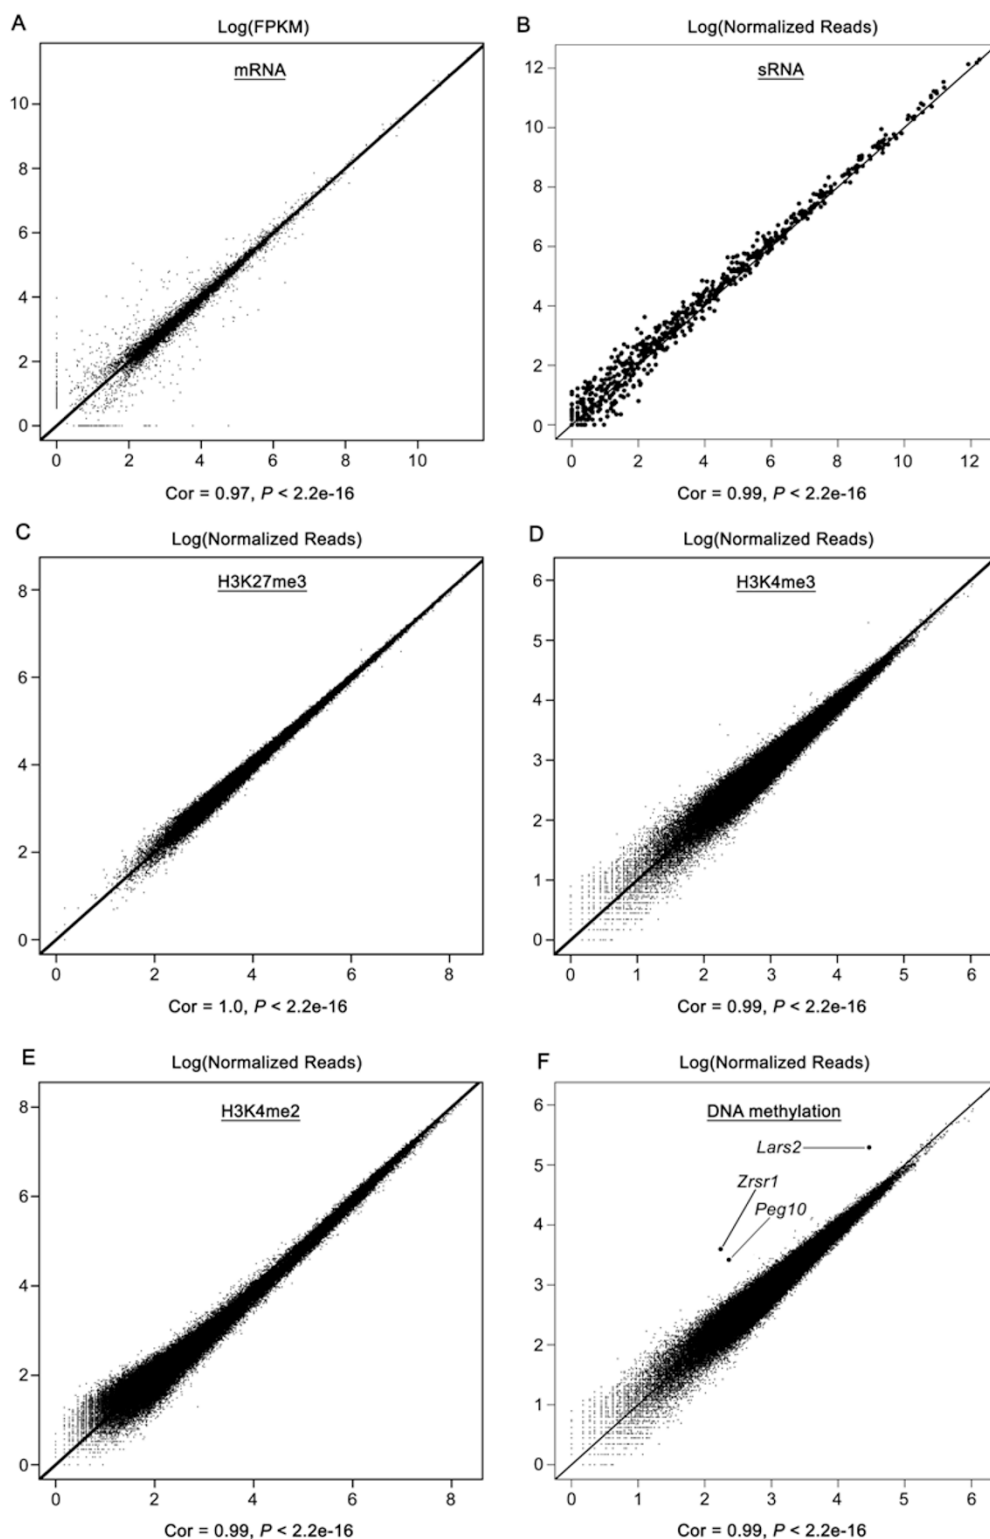 A
Log(FPKM)
mRNA
10
8
6
4
2
0
0 2 4 6 8 10
Cor = 0.97, P < 2.2e-16
B
Log(Normalized Reads)
sRNA
12
10
8
6
4
2
0
0 2 4 6 8 10 12
Cor = 0.99, P < 2.2e-16
C
Log(Normalized Reads)
H3K27me3
8
6
4
2
0
0 2 4 6 8
Cor = 1.0, P < 2.2e-16
D
Log(Normalized Reads)
H3K4me3
6
5
4
3
2
1
0
0 1 2 3 4 5 6
Cor = 0.99, P < 2.2e-16
E
Log(Normalized Reads)
H3K4me2
8
6
4
2
0
0 2 4 6 8
Cor = 0.99, P < 2.2e-16
F
Log(Normalized Reads)
DNA methylation
Lars2
Zrsr1
Peg10
6
5
4
3
2
1
0
0 1 2 3 4 5 6
Cor = 0.99, P < 2.2e-16